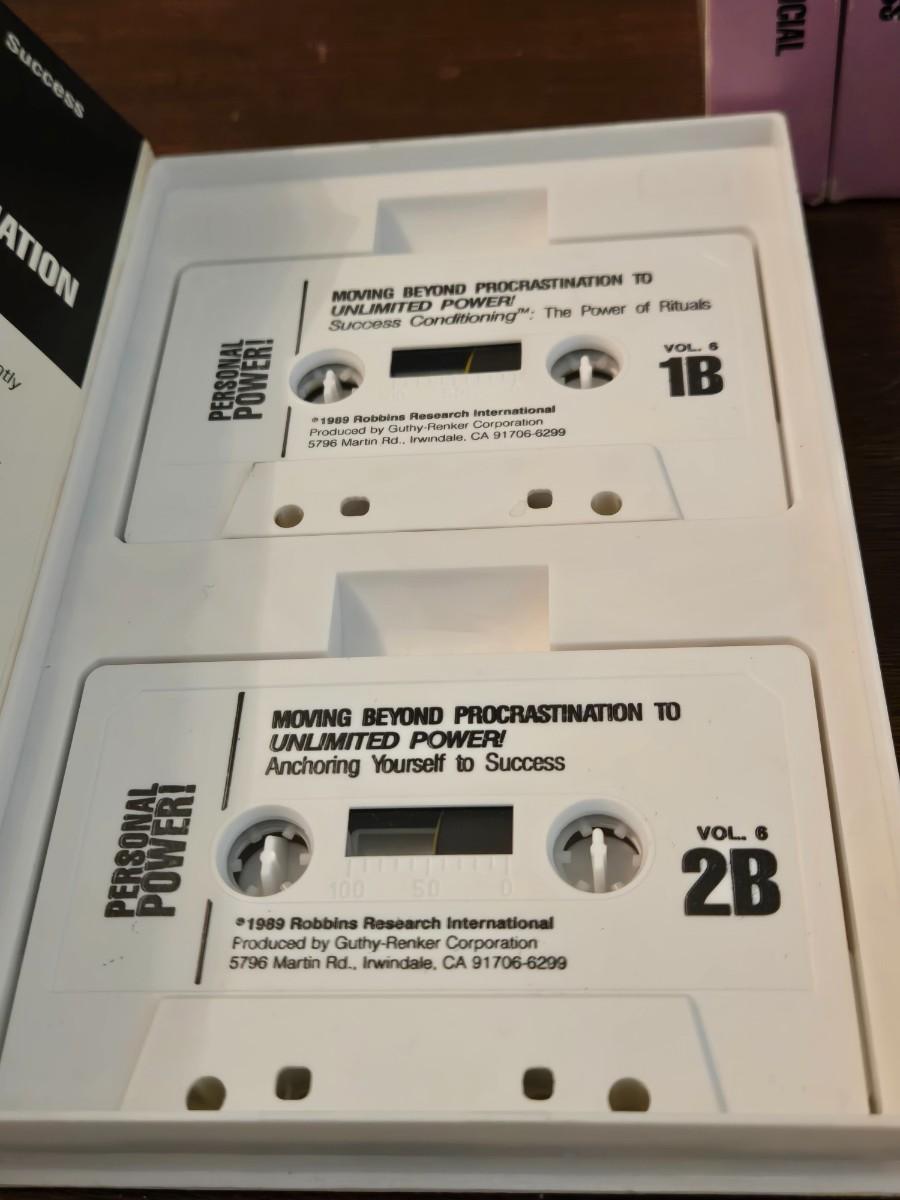 Success
ATION
ntly
CIAL
MOVING BEYOND PROCRASTINATION TO
UNLIMITED POWER!
Success Conditioning™: The Power of Rituals
PERSONAL
POWER!
VOL. 6
1B
℗1989 Robbins Research International
Produced by Guthy-Renker Corporation
5796 Martin Rd., Irwindale, CA 91706-6299
MOVING BEYOND PROCRASTINATION TO
UNLIMITED POWER!
Anchoring Yourself to Success
PERSONAL
POWER!
VOL. 6
2B
100 50 0
℗1989 Robbins Research International
Produced by Guthy-Renker Corporation
5796 Martin Rd., Irwindale, CA 91706-6299